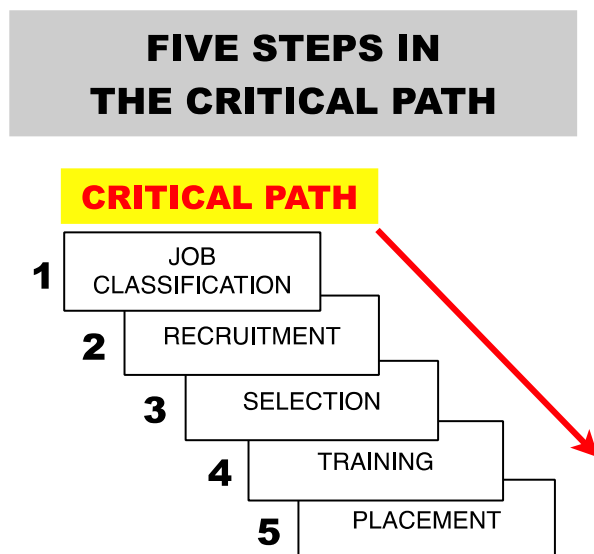 FIVE STEPS IN
THE CRITICAL PATH
CRITICAL PATH
1 JOB
CLASSIFICATION
2 RECRUITMENT
3 SELECTION
4 TRAINING
5 PLACEMENT